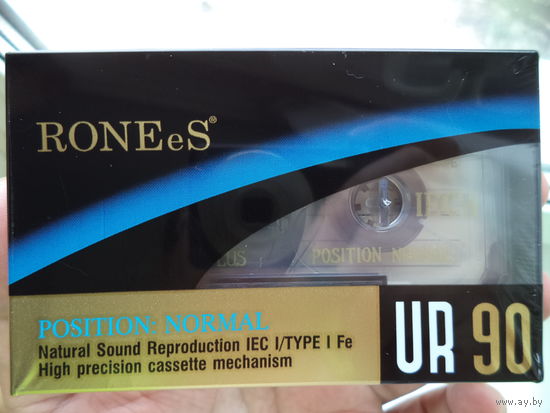 RONEeS®
LUS
POSITION NORMAL
POSITION: NORMAL
Natural Sound Reproduction IEC I/TYPE I Fe
High precision cassette mechanism
UR 90
www.ay.by